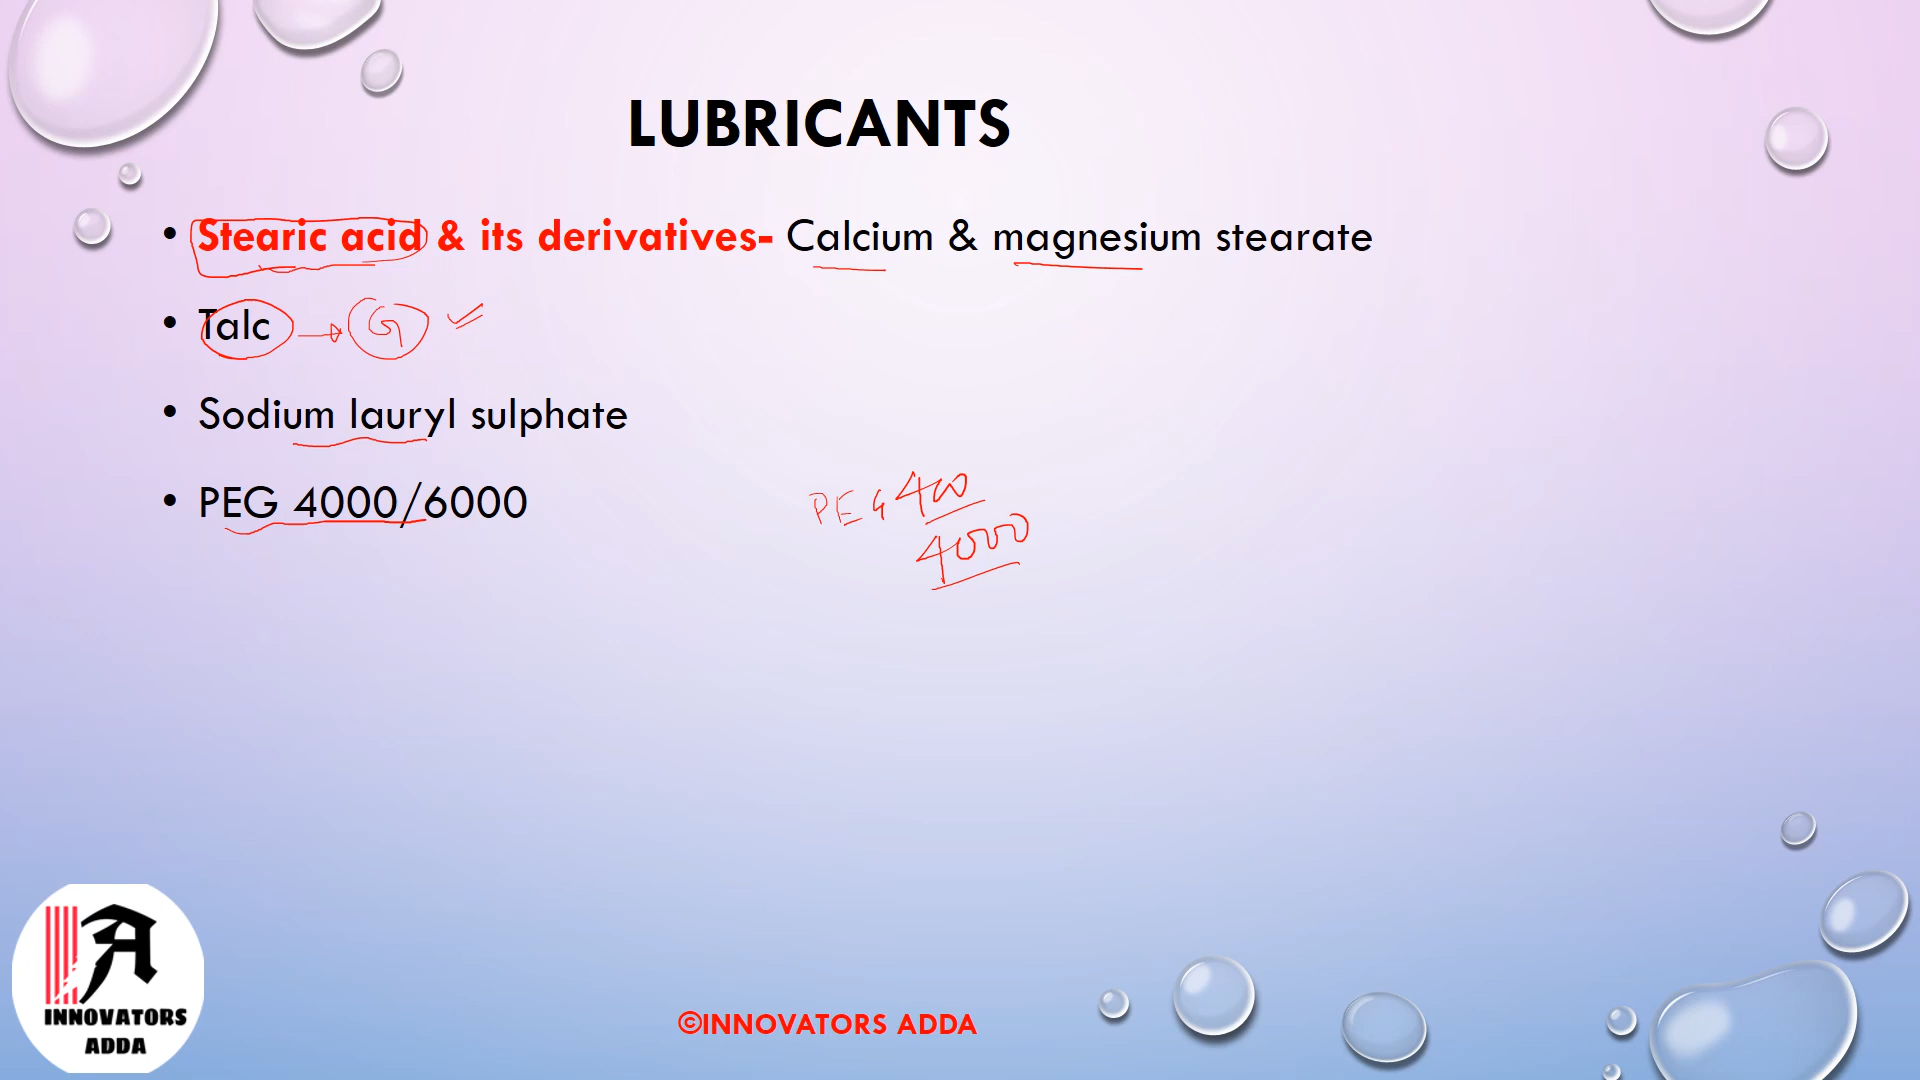 LUBRICANTS
• Stearic acid & its derivatives- Calcium & magnesium stearate
• Talc → G
• Sodium lauryl sulphate
• PEG 4000/6000
PEG 400
4000
A
INNOVATORS
ADDA
©INNOVATORS ADDA